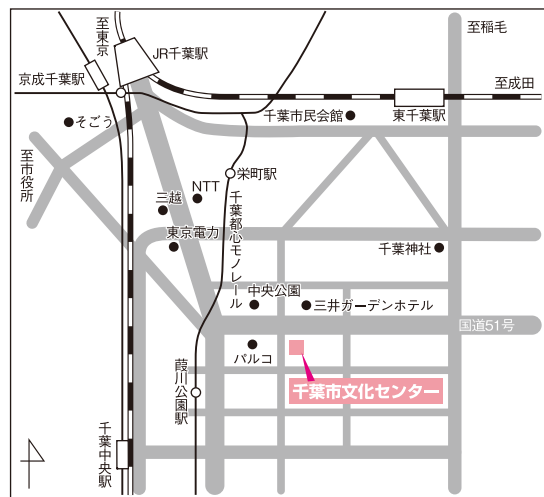 至稲毛
至東京
JR千葉駅
京成千葉駅
至成田
そごう
千葉市民会館
東千葉駅
至市役所
栄町駅
NTT
三越
千葉都心モノレール
東京電力
千葉神社
中央公園
三井ガーデンホテル
国道51号
パルコ
葭川公園駅
千葉市文化センター
千葉中央駅